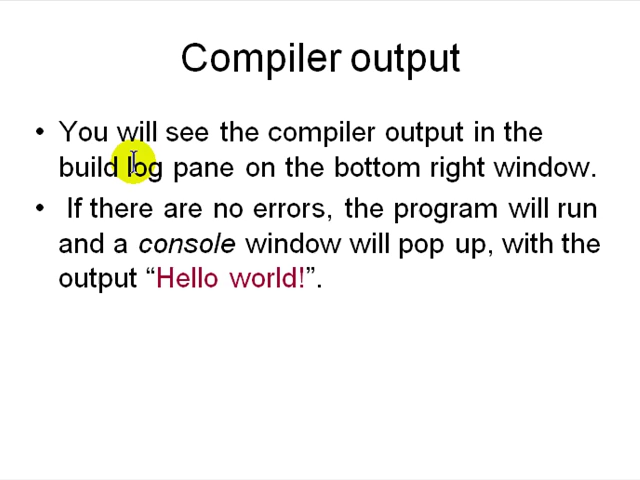 Compiler output
• You will see the compiler output in the
build log pane on the bottom right window.
• If there are no errors, the program will run
and a console window will pop up, with the
output “Hello world!”.